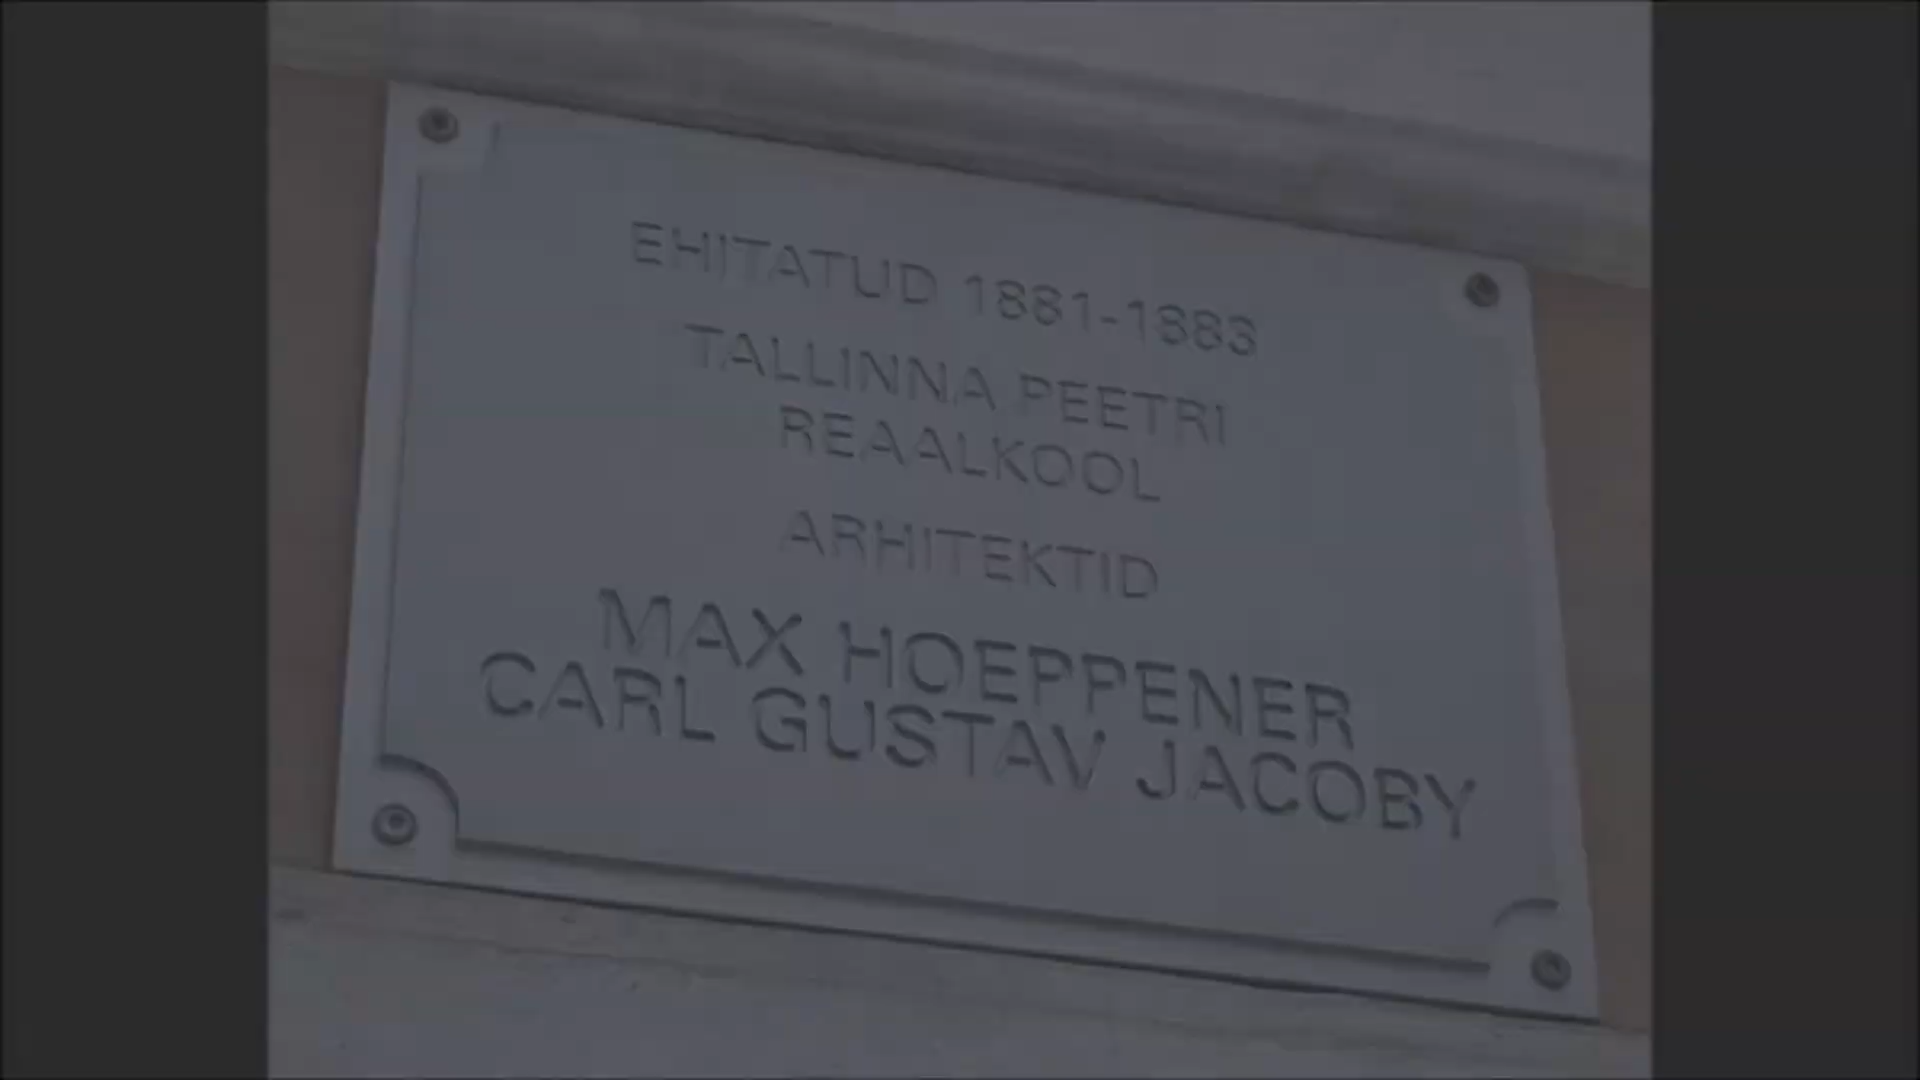 EHITATUD 1881-1883
TALLINNA PEETRI
REAALKOOL
ARHITEKTID
MAX HOEPPENER
CARL GUSTAV JACOBY